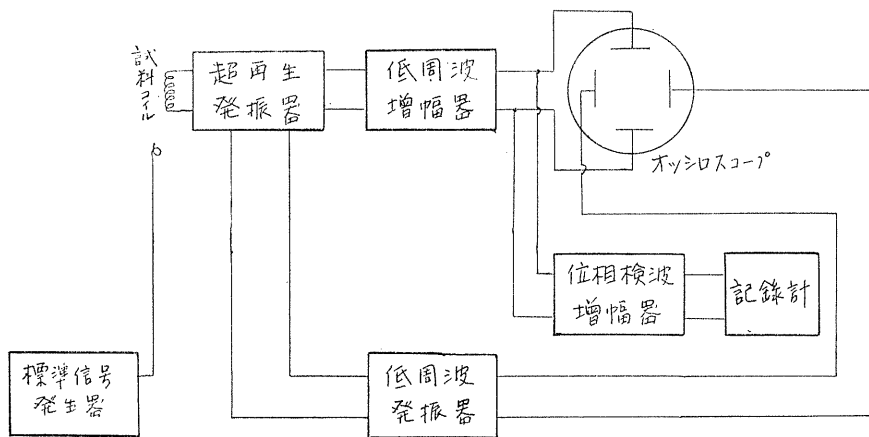 試料コイル
超再生
発振器
低周波
増幅器
オッシロスコープ
位相検波
増幅器
記録計
標準信号
発生器
低周波
発振器